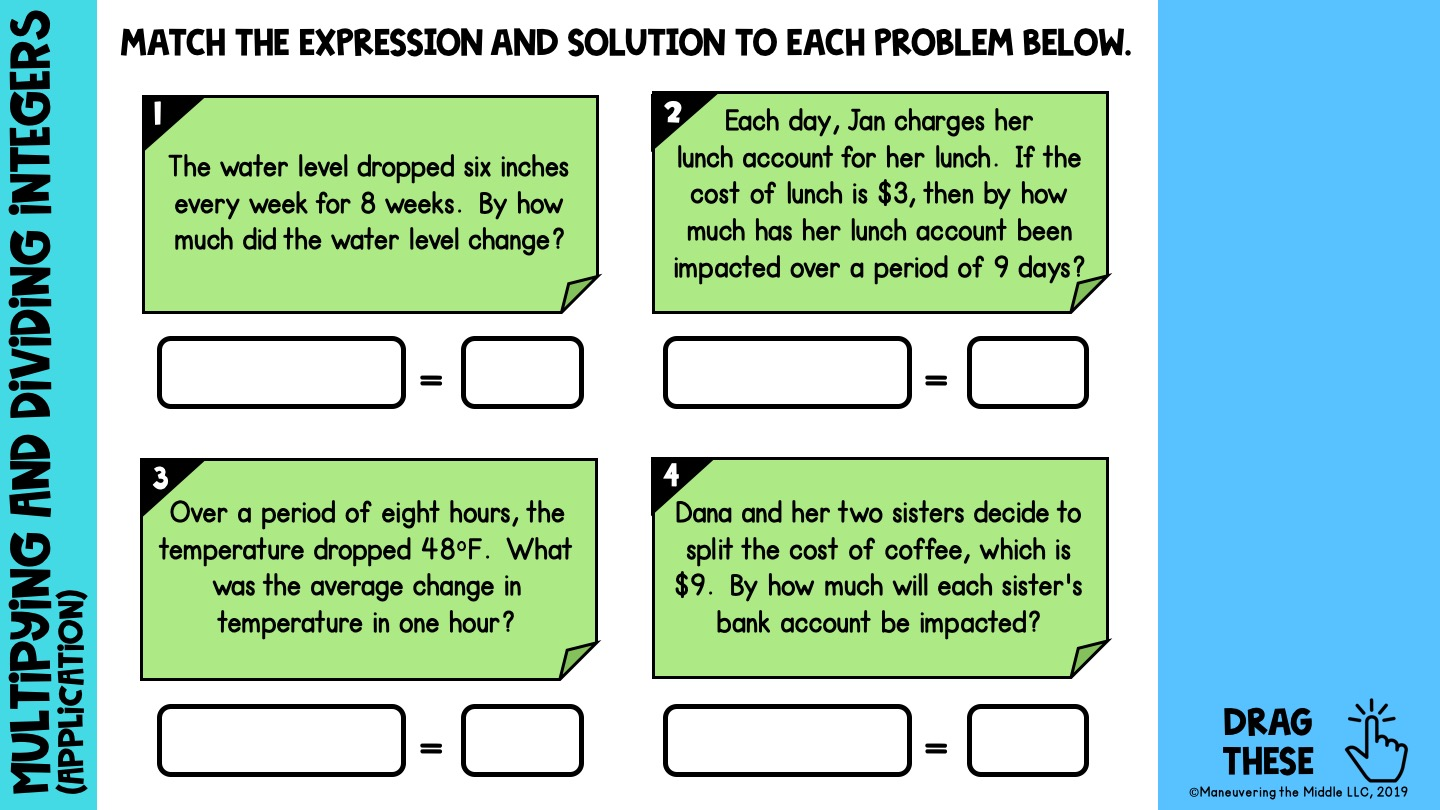 MULTIPYING AND DIVIDING INTEGERS
(APPLICATION)
MATCH THE EXPRESSION AND SOLUTION TO EACH PROBLEM BELOW.
1
The water level dropped six inches
every week for 8 weeks. By how
much did the water level change?
=
2
Each day, Jan charges her
lunch account for her lunch. If the
cost of lunch is $3, then by how
much has her lunch account been
impacted over a period of 9 days?
=
3
Over a period of eight hours, the
temperature dropped 48°F. What
was the average change in
temperature in one hour?
=
4
Dana and her two sisters decide to
split the cost of coffee, which is
$9. By how much will each sister's
bank account be impacted?
=
DRAG
THESE
©Maneuvering the Middle LLC, 2019